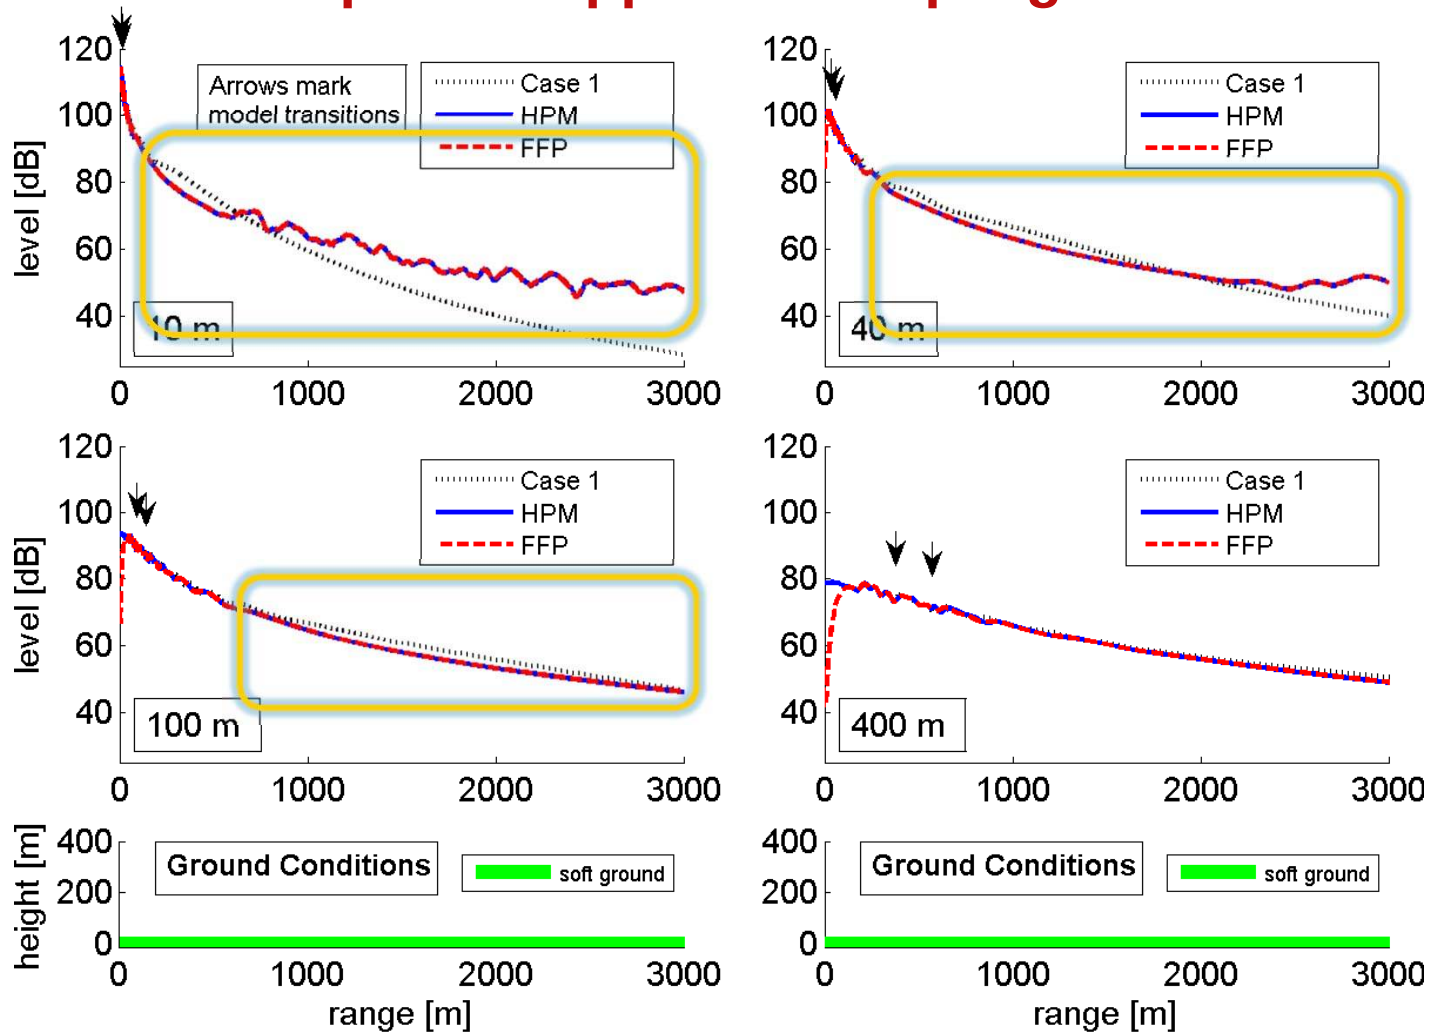 120
100
80
60
40
level [dB]
Arrows mark
model transitions
Case 1
HPM
FFP
10 m
0 1000 2000 3000
120
100
80
60
40
level [dB]
Case 1
HPM
FFP
40 m
0 1000 2000 3000
120
100
80
60
40
level [dB]
Case 1
HPM
FFP
100 m
0 1000 2000 3000
120
100
80
60
40
Case 1
HPM
FFP
400 m
0 1000 2000 3000
400
200
0
height [m]
Ground Conditions
soft ground
0 1000 2000 3000
range [m]
400
200
0
Ground Conditions
soft ground
0 1000 2000 3000
range [m]